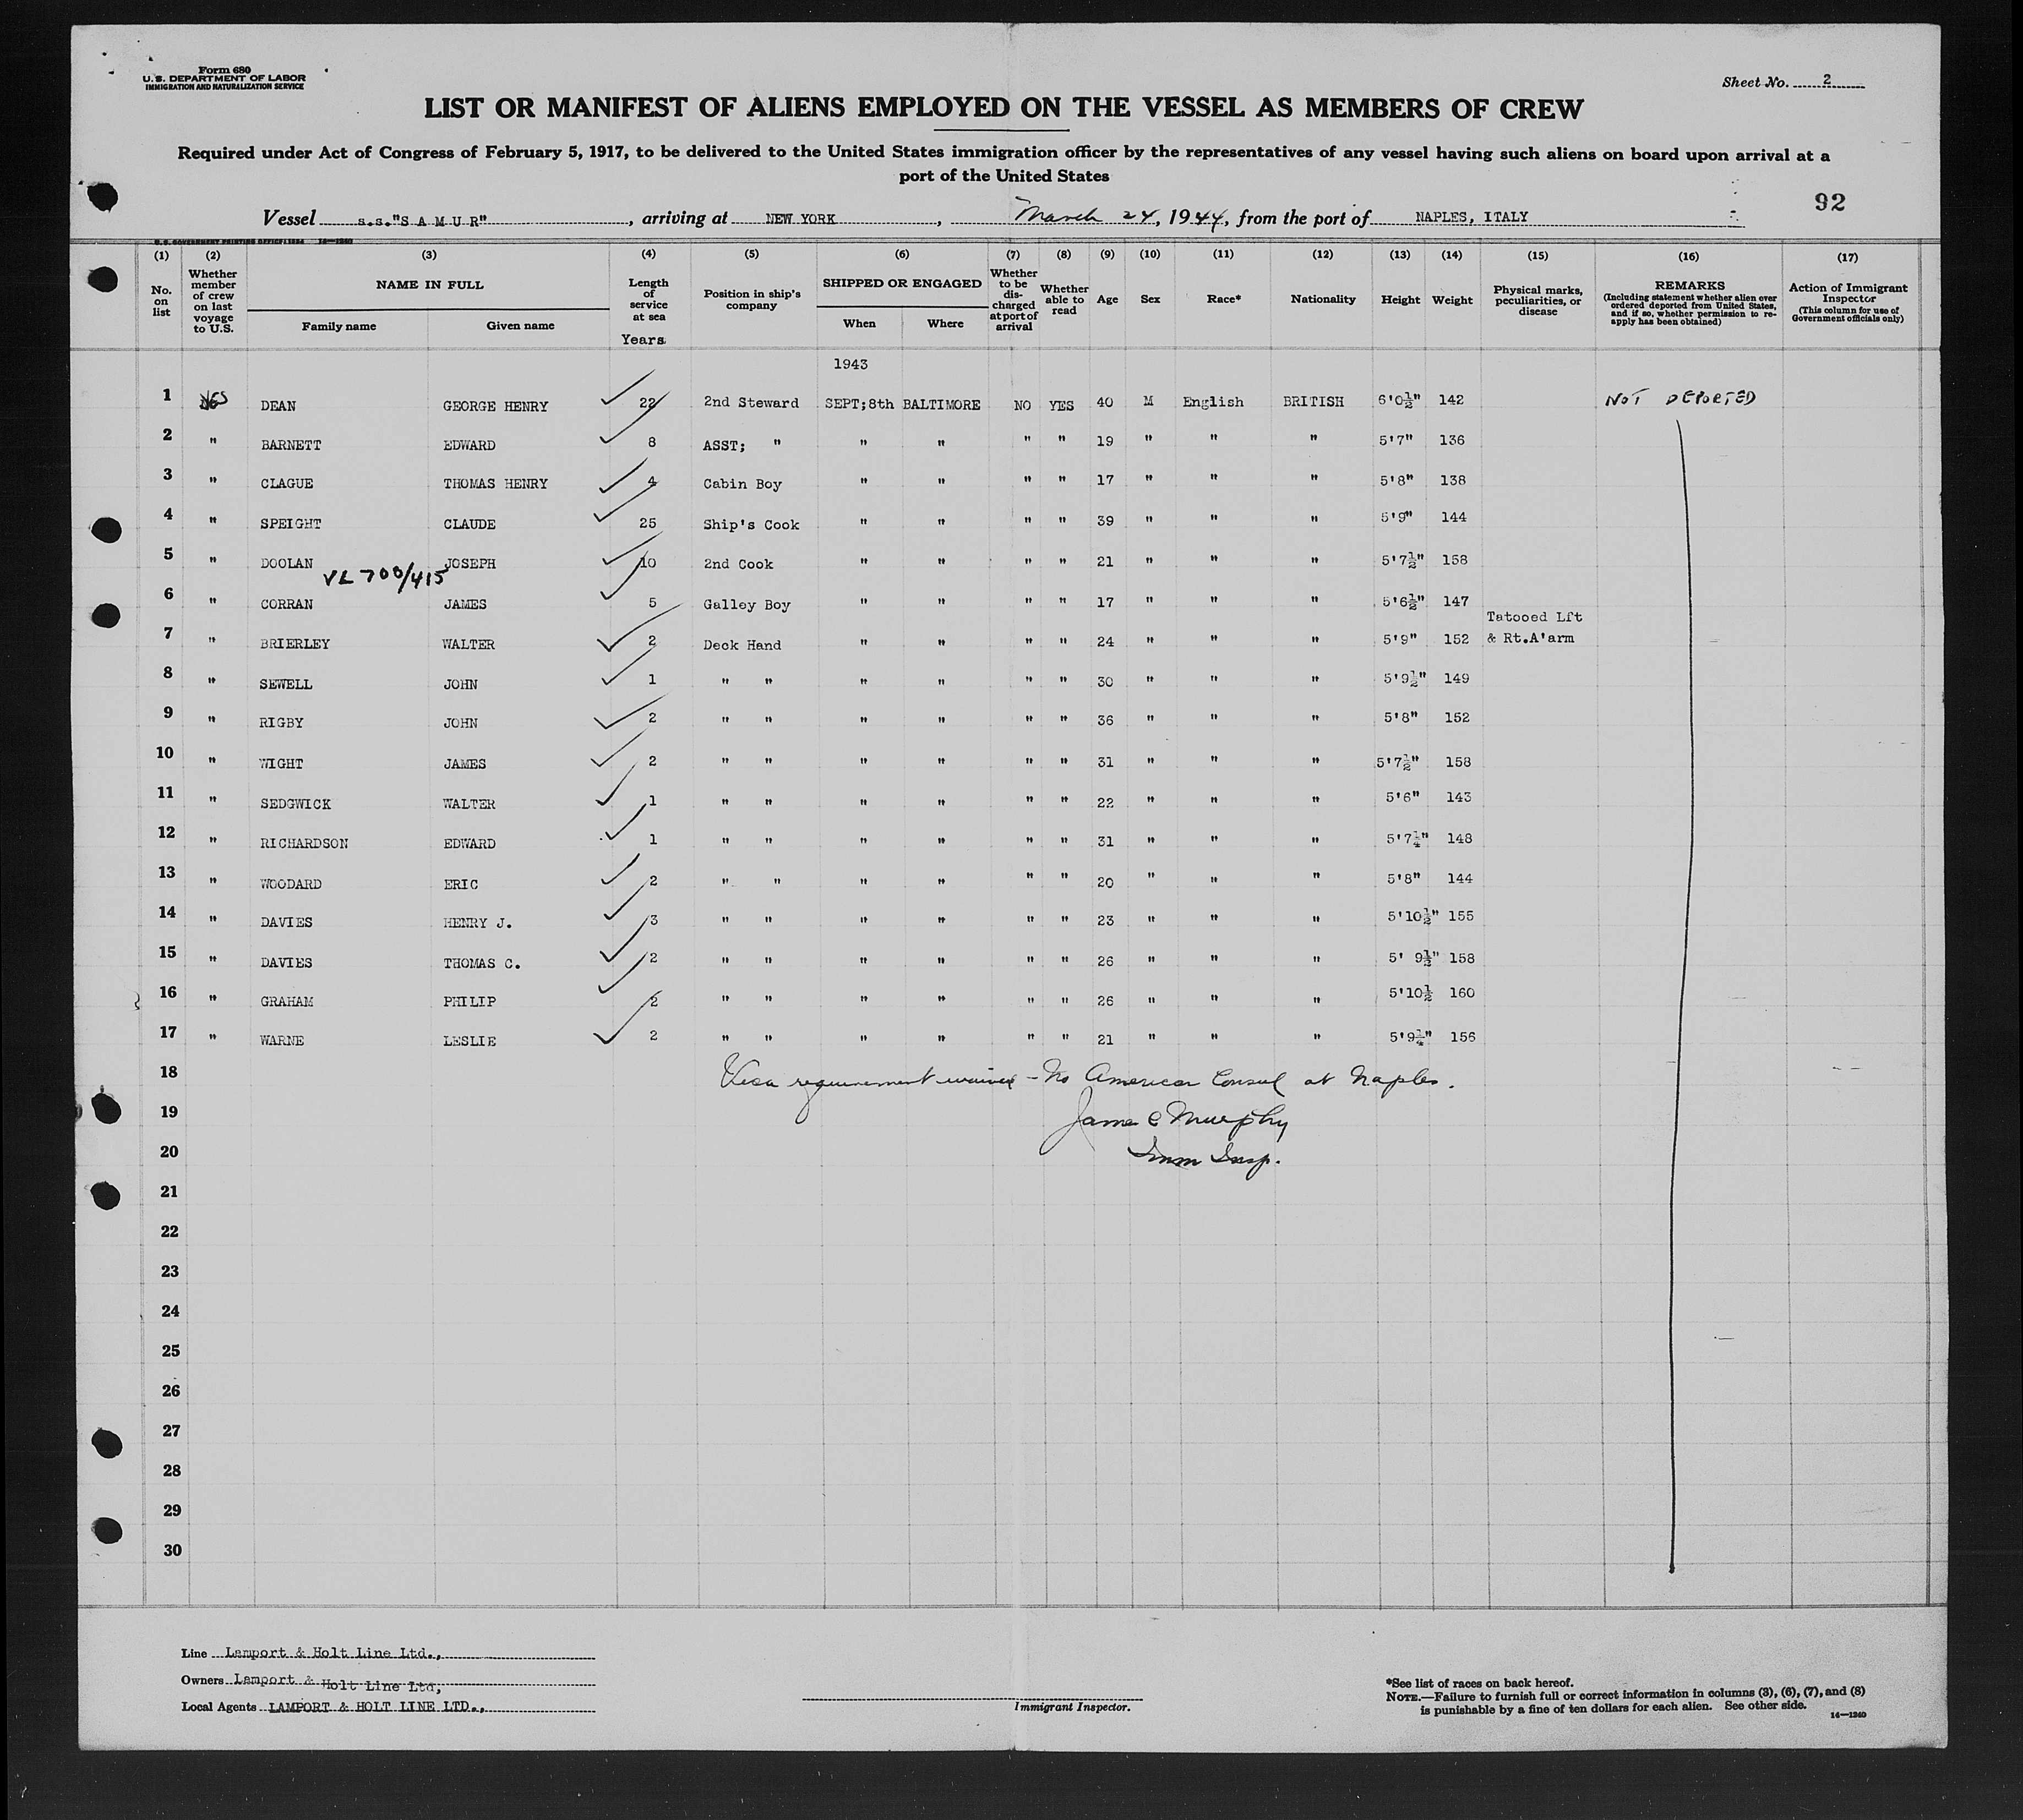 Form 680
U. S. DEPARTMENT OF LABOR
IMMIGRATION AND NATURALIZATION SERVICE
Sheet No. 2
LIST OR MANIFEST OF ALIENS EMPLOYED ON THE VESSEL AS MEMBERS OF CREW
Required under Act of Congress of February 5, 1917, to be delivered to the United States immigration officer by the representatives of any vessel having such aliens on board upon arrival at a
port of the United States
92
Vessel s.s."S A M U R", arriving at NEW YORK, March 24, 1944, from the port of NAPLES, ITALY
U. S. GOVERNMENT PRINTING OFFICE: 1934 14—1240
(1) (2) (3) (4) (5) (6) (7) (8) (9) (10) (11) (12) (13) (14) (15) (16) (17)
No. on list
Whether member of crew on last voyage to U.S.
NAME IN FULL
Family name Given name
Length of service at sea
Years
Position in ship's company
SHIPPED OR ENGAGED
When Where
Whether to be discharged at port of arrival
Whether able to read
Age Sex Race* Nationality Height Weight
Physical marks, peculiarities, or disease
REMARKS
(Including statement whether alien ever ordered deported from United States, and if so, whether permission to reapply has been obtained)
Action of Immigrant Inspector
(This column for use of Government officials only)
1943
1 YES DEAN GEORGE HENRY 22 2nd Steward SEPT;8th BALTIMORE NO YES 40 M English BRITISH 6'0½" 142 NOT DEPORTED
2 " BARNETT EDWARD 8 ASST; " " " " " 19 " " " 5'7" 136
3 " CLAGUE THOMAS HENRY 4 Cabin Boy " " " " 17 " " " 5'8" 138
4 " SPEIGHT CLAUDE 25 Ship's Cook " " " " 39 " " " 5'9" 144
5 " DOOLAN JOSEPH 10 2nd Cook " " " " 21 " " " 5'7½" 158
VL 700/415
6 " CORRAN JAMES 5 Galley Boy " " " " 17 " " " 5'6½" 147
Tatooed Lft
7 " BRIERLEY WALTER 2 Deck Hand " " " " 24 " " " 5'9" 152 & Rt.A'arm
8 " SEWELL JOHN 1 " " " " " " 30 " " " 5'9½" 149
9 " RIGBY JOHN 2 " " " " " " 36 " " " 5'8" 152
10 " WIGHT JAMES 2 " " " " " " 31 " " " 5'7½" 158
11 " SEDGWICK WALTER 1 " " " " " " 22 " " " 5'6" 143
12 " RICHARDSON EDWARD 1 " " " " " " 31 " " " 5'7¼" 148
13 " WOODARD ERIC 2 " " " " " " 20 " " " 5'8" 144
14 " DAVIES HENRY J. 3 " " " " " " 23 " " " 5'10½" 155
15 " DAVIES THOMAS C. 2 " " " " " " 26 " " " 5' 9½" 158
16 " GRAHAM PHILIP 2 " " " " " " 26 " " " 5'10½ 160
17 " WARNE LESLIE 2 " " " " " " 21 " " " 5'9¼" 156
18 Visa requirement waived - No American Consul at Naples.
19 James C Murphy
20 Imm Insp.
21
22
23
24
25
26
27
28
29
30
Line Lamport & Holt Line Ltd.,
Owners Lamport & Holt Line Ltd,
Local Agents LAMPORT & HOLT LINE LTD.,
Immigrant Inspector.
*See list of races on back hereof.
NOTE.—Failure to furnish full or correct information in columns (3), (6), (7), and (8)
is punishable by a fine of ten dollars for each alien. See other side.
14—1240